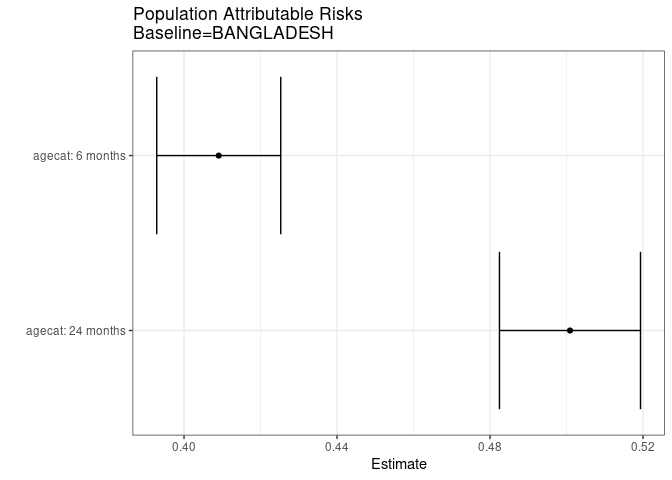 Population Attributable Risks
Baseline=BANGLADESH
agecat: 6 months
agecat: 24 months
0.40 0.44 0.48 0.52
Estimate